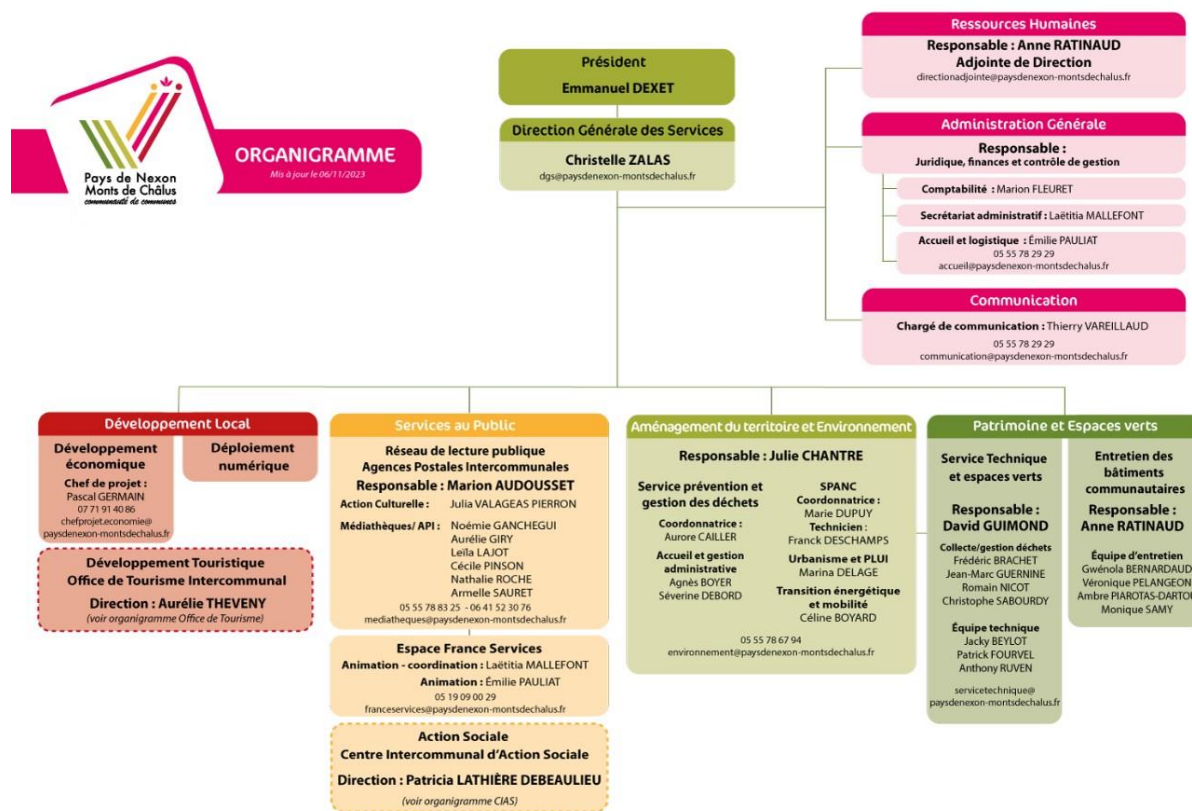 Pays de Nexon
Monts de Châlus
communauté de communes
ORGANIGRAMME
Mis à jour le 06/11/2023
Président
Emmanuel DEXET
Direction Générale des Services
Christelle ZALAS
dgs@paysdenexon-montsdechalus.fr
Ressources Humaines
Responsable : Anne RATINAUD
Adjointe de Direction
directionadjointe@paysdenexon-montsdechalus.fr
Administration Générale
Responsable :
Juridique, finances et contrôle de gestion
Comptabilité : Marion FLEURET
Secrétariat administratif : Laëtitia MALLEFONT
Accueil et logistique : Émilie PAULIAT
05 55 78 29 29
accueil@paysdenexon-montsdechalus.fr
Communication
Chargé de communication : Thierry VAREILLAUD
05 55 78 29 29
communication@paysdenexon-montsdechalus.fr
Développement Local
Développement
économique
Chef de projet :
Pascal GERMAIN
07 71 91 40 86
chefprojet.economie@
paysdenexon-montsdechalus.fr
Déploiement
numérique
Développement Touristique
Office de Tourisme Intercommunal
Direction : Aurélie THEVENY
(voir organigramme Office de Tourisme)
Services au Public
Réseau de lecture publique
Agences Postales Intercommunales
Responsable : Marion AUDOUSSET
Action Culturelle : Julia VALAGEAS PIERRON
Médiathèques/ API : Noémie GANCHEGUI
Aurélie GIRY
Leïla LAJOT
Cécile PINSON
Nathalie ROCHE
Armelle SAURET
05 55 78 83 25 - 06 41 52 30 76
mediatheques@paysdenexon-montsdechalus.fr
Espace France Services
Animation - coordination : Laëtitia MALLEFONT
Animation : Émilie PAULIAT
05 19 09 00 29
franceservices@paysdenexon-montsdechalus.fr
Action Sociale
Centre Intercommunal d'Action Sociale
Direction : Patricia LATHIÈRE DEBEAULIEU
(voir organigramme CIAS)
Aménagement du territoire et Environnement
Responsable : Julie CHANTRE
Service prévention et
gestion des déchets
Coordonnatrice :
Aurore CAILLER
Accueil et gestion
administrative
Agnès BOYER
Séverine DEBORD
SPANC
Coordonnatrice :
Marie DUPUY
Technicien :
Franck DESCHAMPS
Urbanisme et PLUI
Marina DELAGE
Transition énergétique
et mobilité
Céline BOYARD
05 55 78 67 94
environnement@paysdenexon-montsdechalus.fr
Patrimoine et Espaces verts
Service Technique
et espaces verts
Responsable :
David GUIMOND
Collecte/gestion déchets
Frédéric BRACHET
Jean-Marc GUERNINE
Romain NICOT
Christophe SABOURDY
Équipe technique
Jacky BEYLOT
Patrick FOURVEL
Anthony RUVEN
servicetechnique@
paysdenexon-montsdechalus.fr
Entretien des
bâtiments
communautaires
Responsable :
Anne RATINAUD
Équipe d'entretien
Gwénola BERNARDAUD
Véronique PELANGEON
Ambre PIAROTAS-DARTOU
Monique SAMY